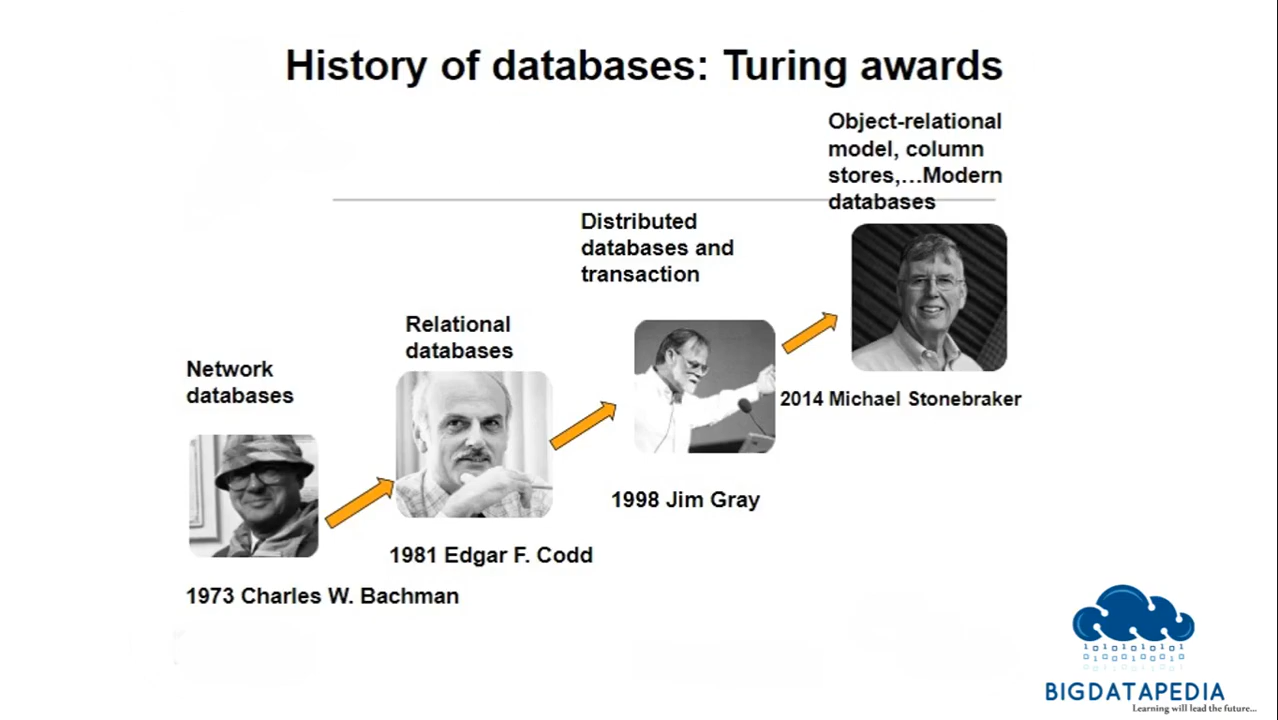 History of databases: Turing awards
Object-relational
model, column
stores,...Modern
databases
Distributed
databases and
transaction
Relational
databases
Network
databases
2014 Michael Stonebraker
1998 Jim Gray
1981 Edgar F. Codd
1973 Charles W. Bachman
BIGDATAPEDIA
Learning will lead the future...